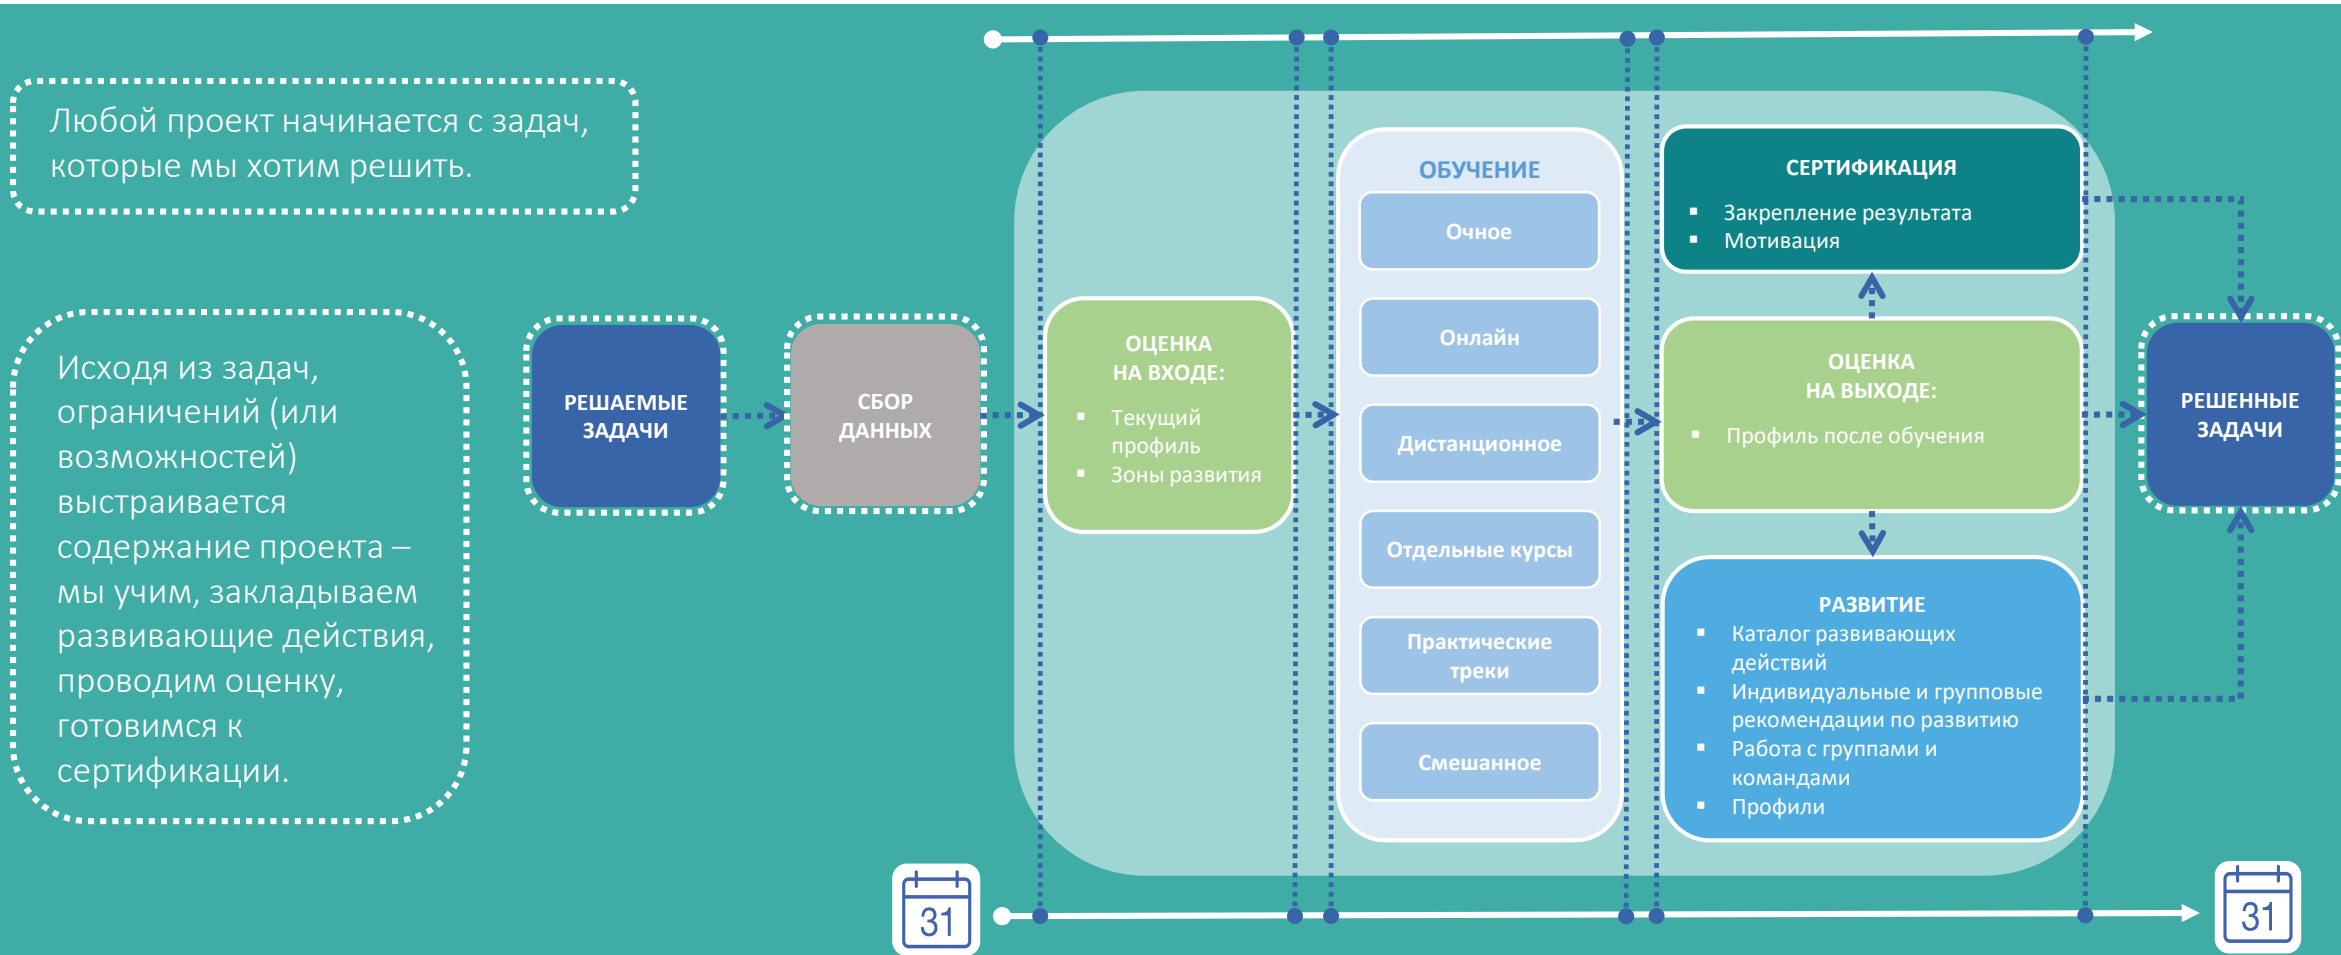 Любой проект начинается с задач,
которые мы хотим решить.
Исходя из задач,
ограничений (или
возможностей)
выстраивается
содержание проекта –
мы учим, закладываем
развивающие действия,
проводим оценку,
готовимся к
сертификации.
РЕШАЕМЫЕ
ЗАДАЧИ
СБОР
ДАННЫХ
ОЦЕНКА
НА ВХОДЕ:
▪ Текущий
профиль
▪ Зоны развития
ОБУЧЕНИЕ
Очное
Онлайн
Дистанционное
Отдельные курсы
Практические
треки
Смешанное
СЕРТИФИКАЦИЯ
▪ Закрепление результата
▪ Мотивация
ОЦЕНКА
НА ВЫХОДЕ:
▪ Профиль после обучения
РАЗВИТИЕ
▪ Каталог развивающих
действий
▪ Индивидуальные и групповые
рекомендации по развитию
▪ Работа с группами и
командами
▪ Профили
РЕШЕННЫЕ
ЗАДАЧИ
31
31